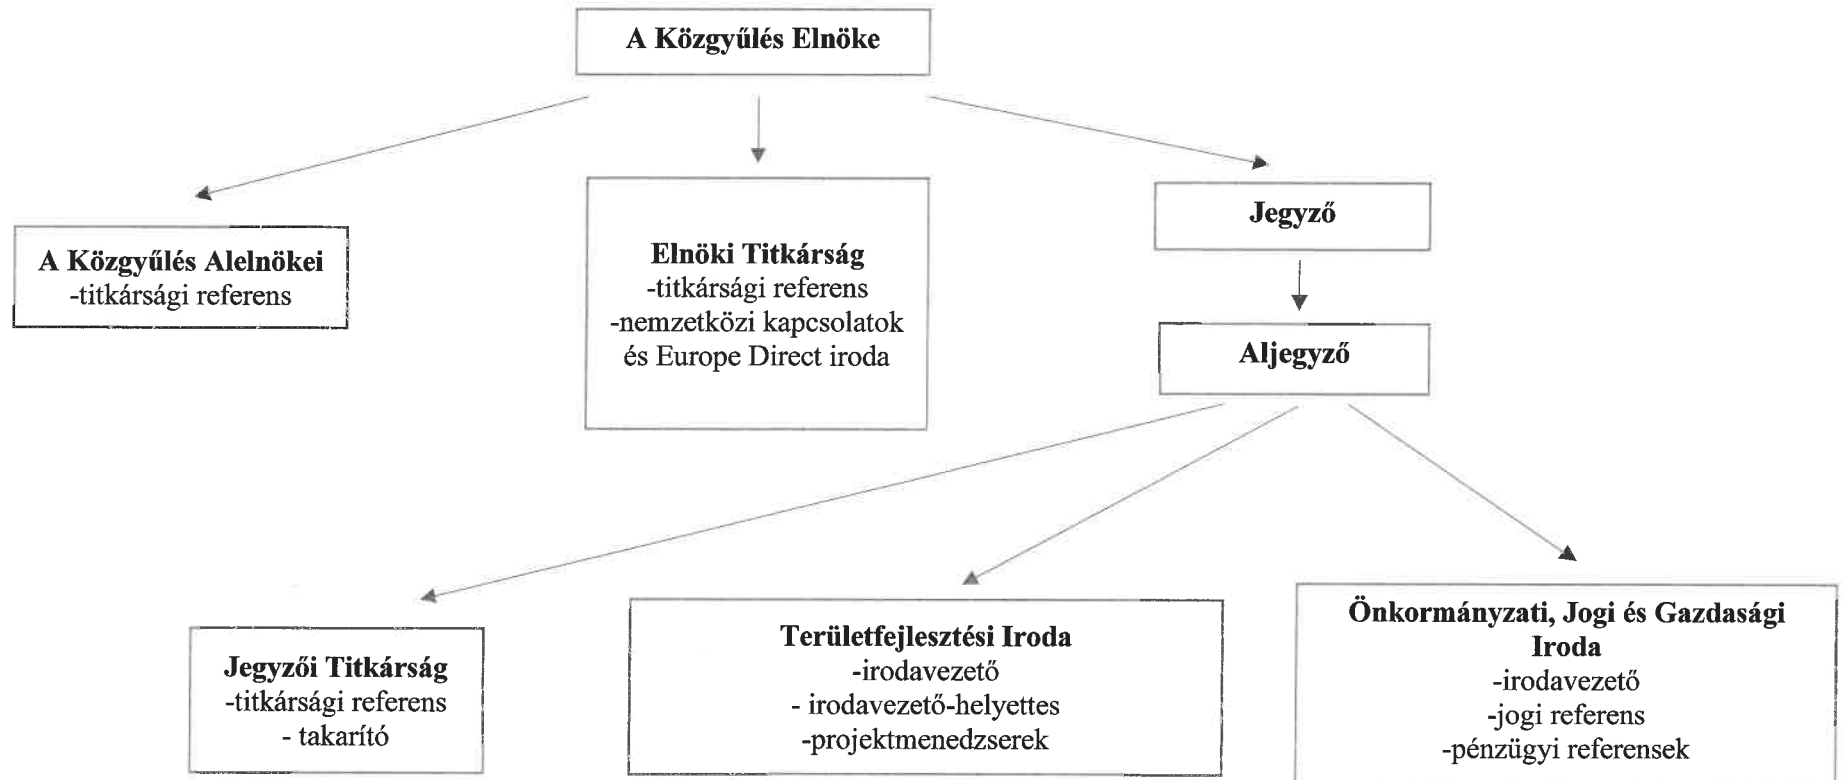 A Közgyűlés Elnöke
A Közgyűlés Alelnökei
-titkársági referens
Elnöki Titkárság
-titkársági referens
-nemzetközi kapcsolatok
és Europe Direct iroda
Jegyző
Aljegyző
Jegyzői Titkárság
-titkársági referens
- takarító
Területfejlesztési Iroda
-irodavezető
- irodavezető-helyettes
-projektmenedzserek
Önkormányzati, Jogi és Gazdasági
Iroda
-irodavezető
-jogi referens
-pénzügyi referensek